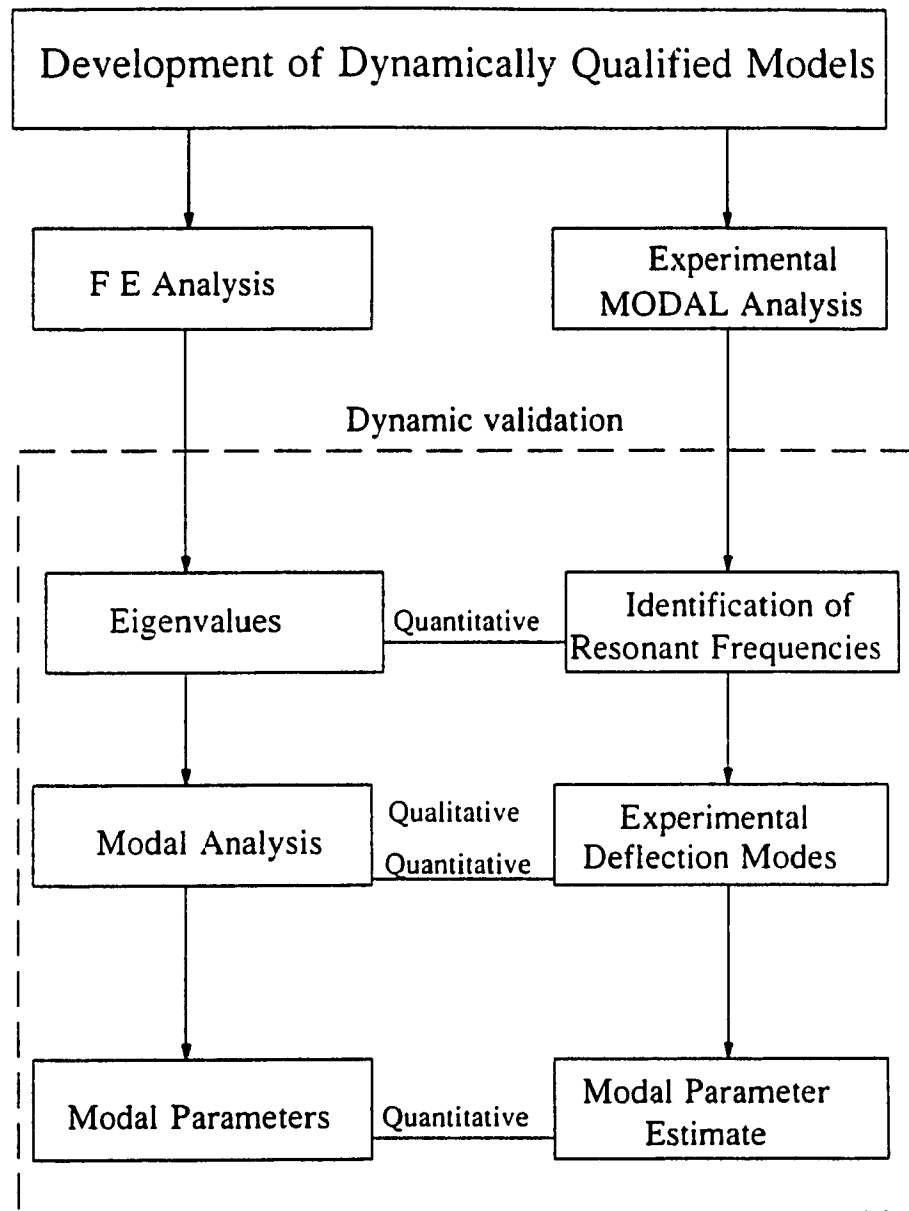 Development of Dynamically Qualified Models
F E Analysis
Experimental
MODAL Analysis
Dynamic validation
Eigenvalues
Quantitative
Identification of
Resonant Frequencies
Modal Analysis
Qualitative
Quantitative
Experimental
Deflection Modes
Modal Parameters
Quantitative
Modal Parameter
Estimate